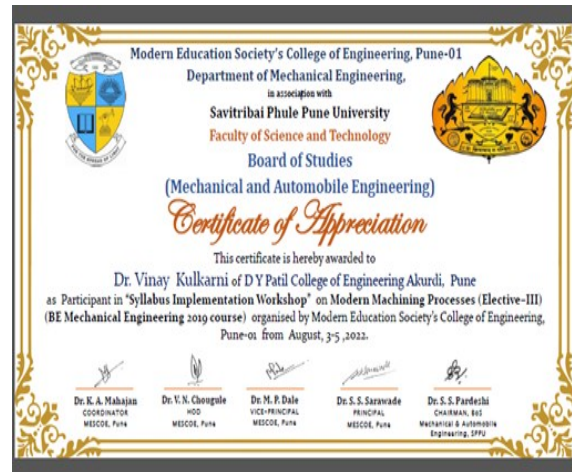 Modern Education Society's College of Engineering, Pune-01
Department of Mechanical Engineering,
in association with
Savitribai Phule Pune University
Faculty of Science and Technology
Board of Studies
(Mechanical and Automobile Engineering)
Certificate of Appreciation
This certificate is hereby awarded to
Dr. Vinay Kulkarni of D Y Patil College of Engineering Akurdi, Pune
as Participant in "Syllabus Implementation Workshop" on Modern Machining Processes (Elective-III)
(BE Mechanical Engineering 2019 course) organised by Modern Education Society's College of Engineering,
Pune-01 from August, 3-5 ,2022.
Dr. K. A. Mahajan
COORDINATOR
MESCOE, Pune
Dr. V. N. Chougule
HOD
MESCOE, Pune
Dr. M. P. Dale
VICE-PRINCIPAL
MESCOE, Pune
Dr. S. S. Sarawade
PRINCIPAL
MESCOE, Pune
Dr. S. S. Pardeshi
CHAIRMAN, BoS
Mechanical & Automobile
Engineering, SPPU